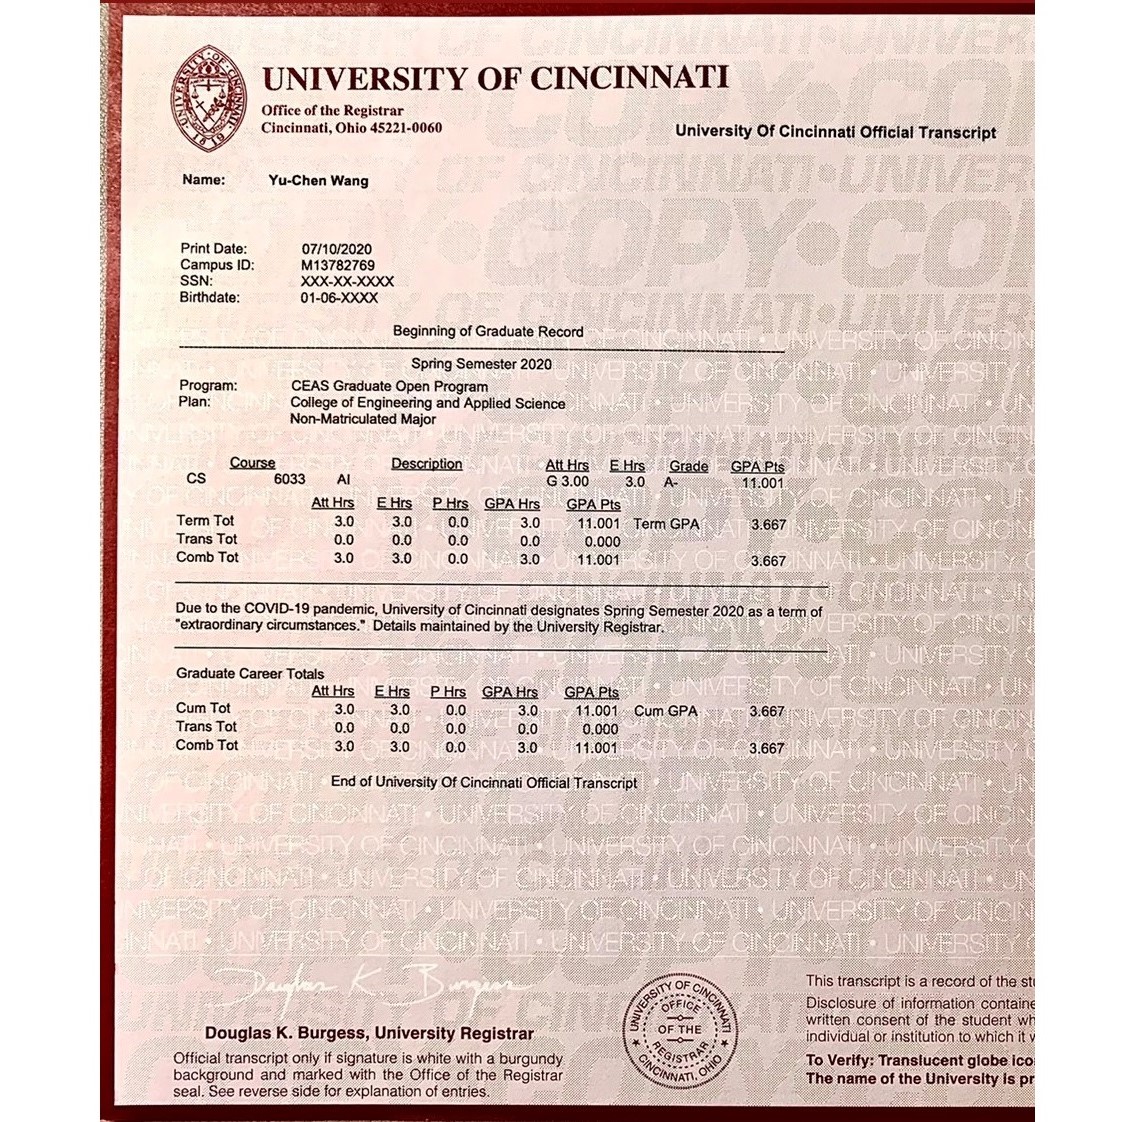 UNIVERSITY OF CINCINNATI
Office of the Registrar
Cincinnati, Ohio 45221-0060
University Of Cincinnati Official Transcript
Name: Yu-Chen Wang
Print Date: 07/10/2020
Campus ID: M13782769
SSN: XXX-XX-XXXX
Birthdate: 01-06-XXXX
Beginning of Graduate Record
Spring Semester 2020
Program: CEAS Graduate Open Program
Plan: College of Engineering and Applied Science
Non-Matriculated Major
Course Description Att Hrs E Hrs Grade GPA Pts
CS 6033 AI G 3.00 3.0 A- 11.001
Att Hrs E Hrs P Hrs GPA Hrs GPA Pts
Term Tot 3.0 3.0 0.0 3.0 11.001 Term GPA 3.667
Trans Tot 0.0 0.0 0.0 0.0 0.000
Comb Tot 3.0 3.0 0.0 3.0 11.001 3.667
Due to the COVID-19 pandemic, University of Cincinnati designates Spring Semester 2020 as a term of
"extraordinary circumstances." Details maintained by the University Registrar.
Graduate Career Totals
Att Hrs E Hrs P Hrs GPA Hrs GPA Pts
Cum Tot 3.0 3.0 0.0 3.0 11.001 Cum GPA 3.667
Trans Tot 0.0 0.0 0.0 0.0 0.000
Comb Tot 3.0 3.0 0.0 3.0 11.001 3.667
End of University Of Cincinnati Official Transcript
Douglas K. Burgess
Douglas K. Burgess, University Registrar
Official transcript only if signature is white with a burgundy
background and marked with the Office of the Registrar
seal. See reverse side for explanation of entries.
UNIVERSITY OF CINCINNATI
OFFICE
OF THE
REGISTRAR
CINCINNATI, OHIO
This transcript is a record of the
Disclosure of information
written consent of the student
individual or institution to which it
To Verify: Translucent globe
The name of the University is